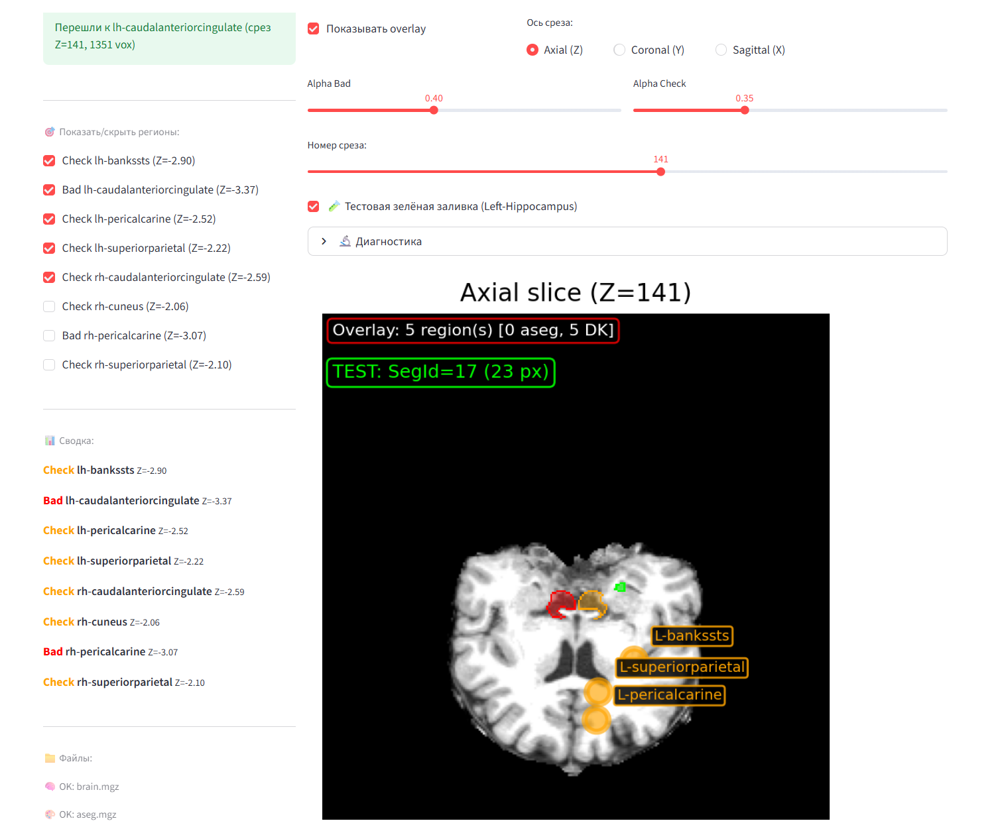 Перешли к lh-caudalanteriorcingulate (срез
Z=141, 1351 vox)
Показать/скрыть регионы:
Check lh-bankssts (Z=-2.90)
Bad lh-caudalanteriorcingulate (Z=-3.37)
Check lh-pericalcarine (Z=-2.52)
Check lh-superiorparietal (Z=-2.22)
Check rh-caudalanteriorcingulate (Z=-2.59)
Check rh-cuneus (Z=-2.06)
Bad rh-pericalcarine (Z=-3.07)
Check rh-superiorparietal (Z=-2.10)
Сводка:
Check lh-bankssts Z=-2.90
Bad lh-caudalanteriorcingulate Z=-3.37
Check lh-pericalcarine Z=-2.52
Check lh-superiorparietal Z=-2.22
Check rh-caudalanteriorcingulate Z=-2.59
Check rh-cuneus Z=-2.06
Bad rh-pericalcarine Z=-3.07
Check rh-superiorparietal Z=-2.10
Файлы:
OK: brain.mgz
OK: aseg.mgz
Показывать overlay
Ось среза:
Axial (Z)
Coronal (Y)
Sagittal (X)
Alpha Bad
0.40
Alpha Check
0.35
Номер среза:
141
Тестовая зелёная заливка (Left-Hippocampus)
Диагностика
Axial slice (Z=141)
Overlay: 5 region(s) [0 aseg, 5 DK]
TEST: SegId=17 (23 px)
L-bankssts
L-superiorparietal
L-pericalcarine